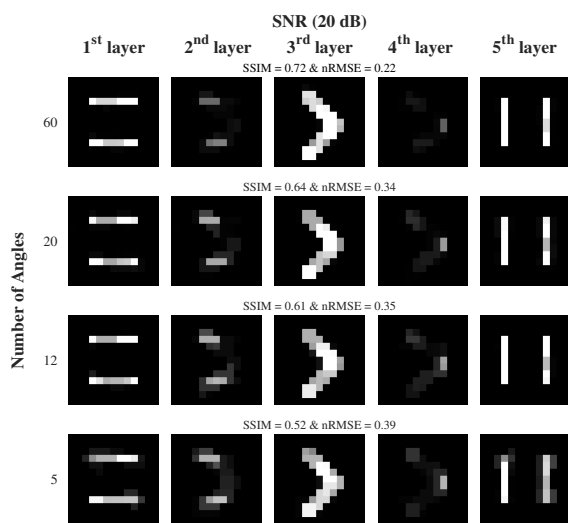 SNR (20 dB)
1st layer 2nd layer 3rd layer 4th layer 5th layer
SSIM = 0.72 & nRMSE = 0.22
60
SSIM = 0.64 & nRMSE = 0.34
20
SSIM = 0.61 & nRMSE = 0.35
12
SSIM = 0.52 & nRMSE = 0.39
5
Number of Angles